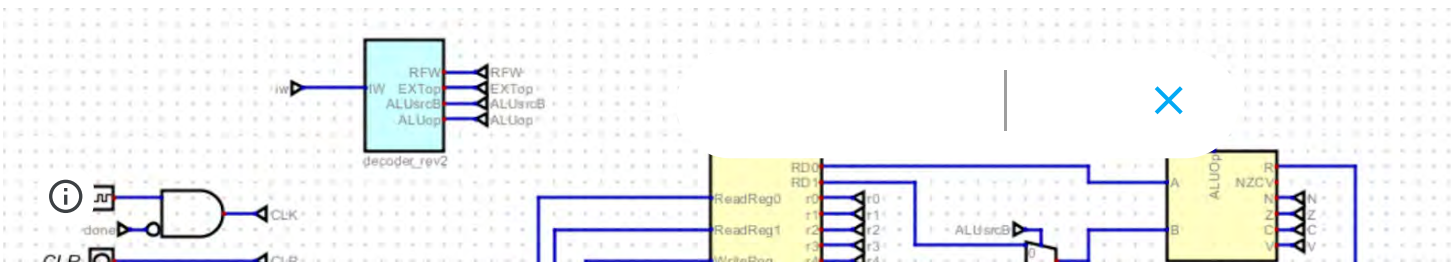 RFW RFW
iw IW EXTop EXTop
ALUsrcB ALUsrcB
ALUop ALUop
decoder_rev2
ALUOp
RD0 R
RD1 A NZCV
ReadReg0 r0 r0 N N
CLK r1 r1 Z Z
done ReadReg1 r2 r2 ALUsrcB B C C
r3 r3 V V
0
CLR CLR WriteReg r4 r4